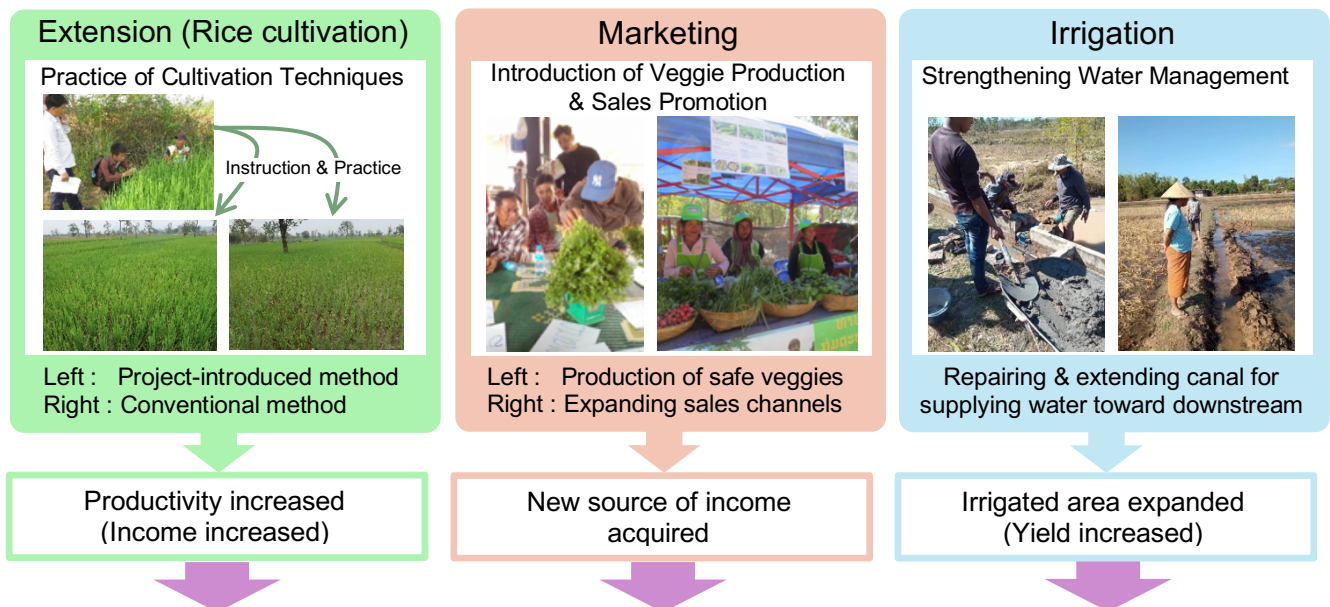 Extension (Rice cultivation)
Practice of Cultivation Techniques
Instruction & Practice
Left : Project-introduced method
Right : Conventional method
Productivity increased
(Income increased)
Marketing
Introduction of Veggie Production
& Sales Promotion
Left : Production of safe veggies
Right : Expanding sales channels
New source of income
acquired
Irrigation
Strengthening Water Management
Repairing & extending canal for
supplying water toward downstream
Irrigated area expanded
(Yield increased)